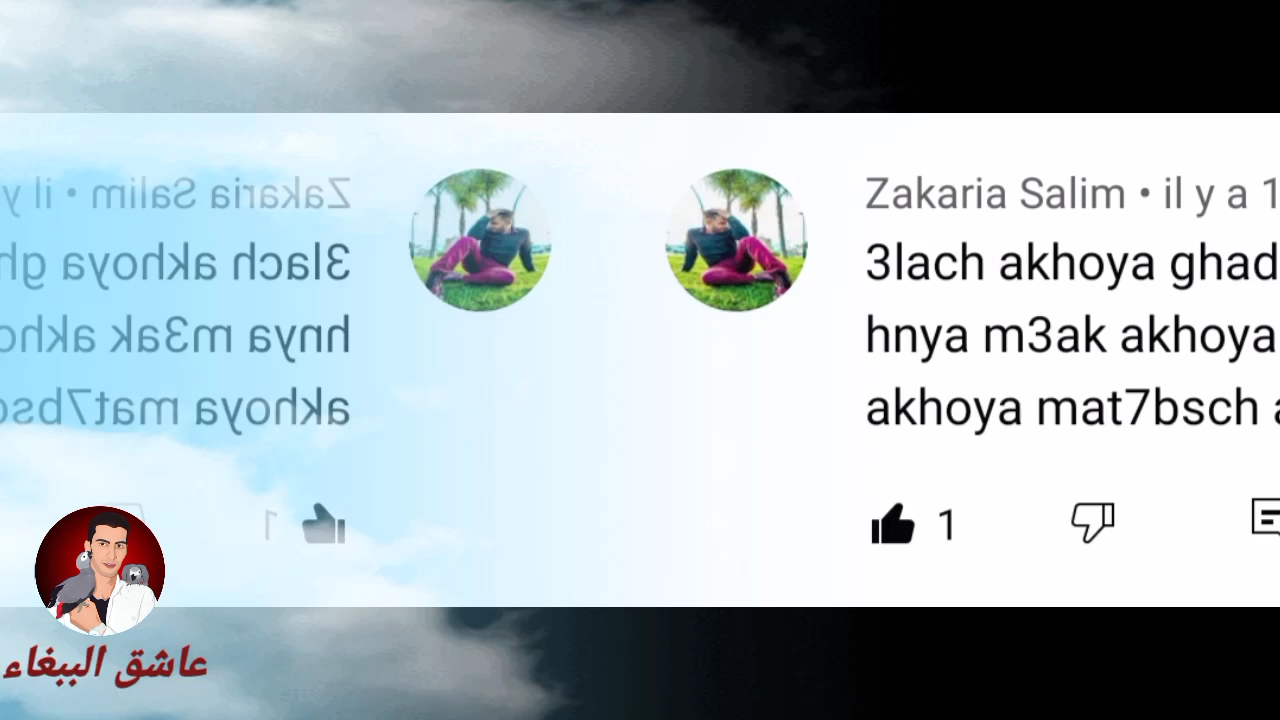 Zakaria Salim • il y a 1
3lach akhoya ghad
hnya m3ak akhoya
akhoya mat7bsch
1
عاشق الببغاء